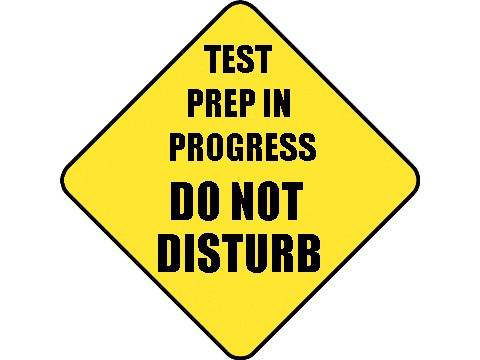 TEST
PREP IN
PROGRESS
DO NOT
DISTURB